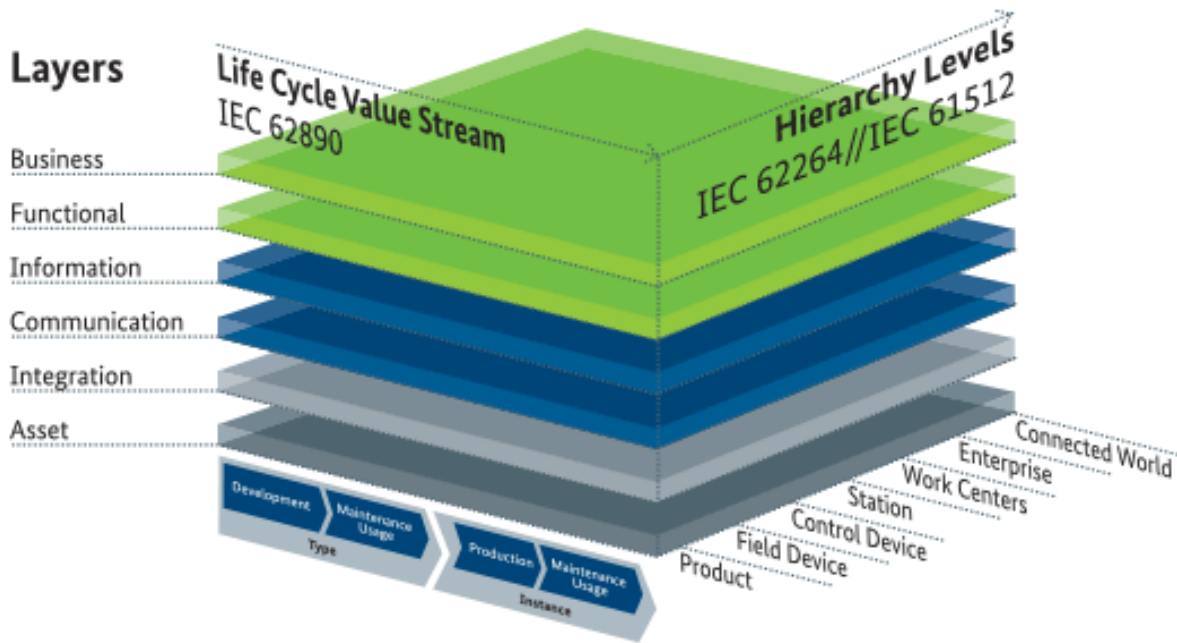 Layers
Life Cycle Value Stream
IEC 62890
Hierarchy Levels
IEC 62264//IEC 61512
Business
Functional
Information
Communication
Integration
Asset
Development
Maintenance
Usage
Type
Production
Maintenance
Usage
Instance
Product
Field Device
Control Device
Station
Work Centers
Enterprise
Connected World